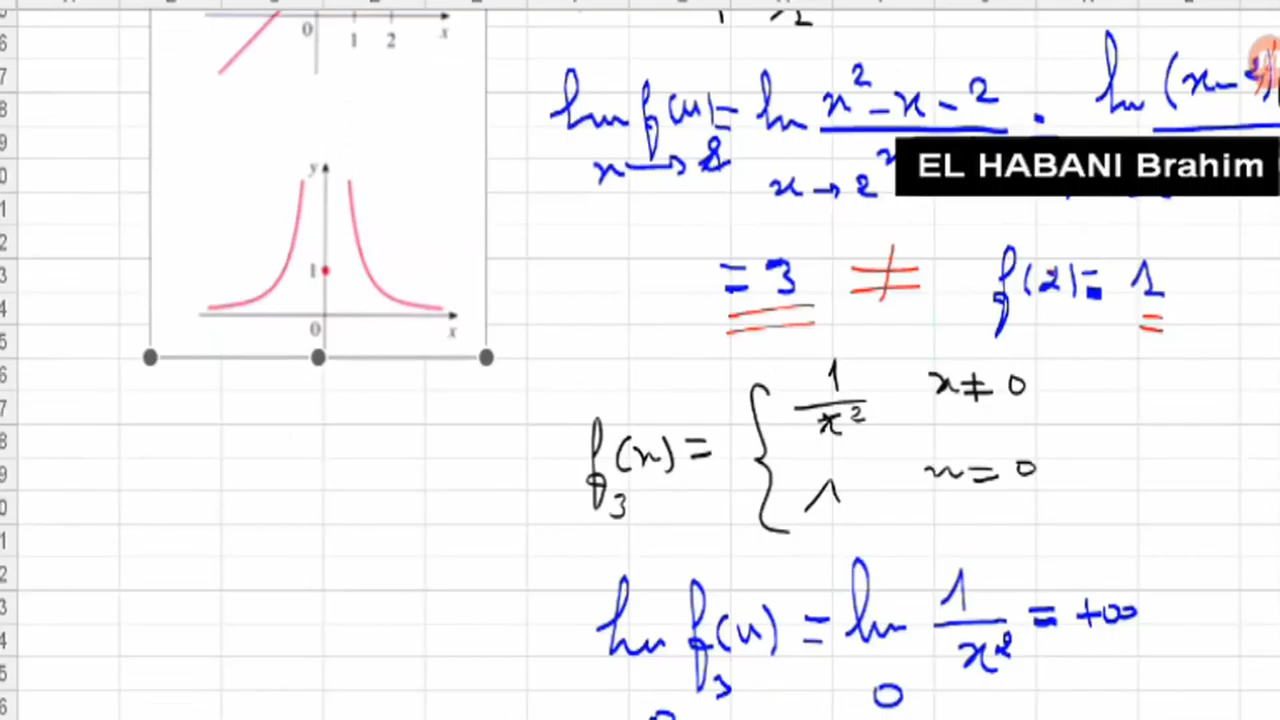 0 1 2 x
lim f(x) = lim x² - x - 2 = lim (x-2)
x → 2 x → 2
EL HABANI Brahim
y
1
0 x
= 3 ≠ f(2) = 1
f₃(x) = { 1/x² x ≠ 0
1 x = 0
lim f₃(x) = lim 1/x² = +∞
0 0